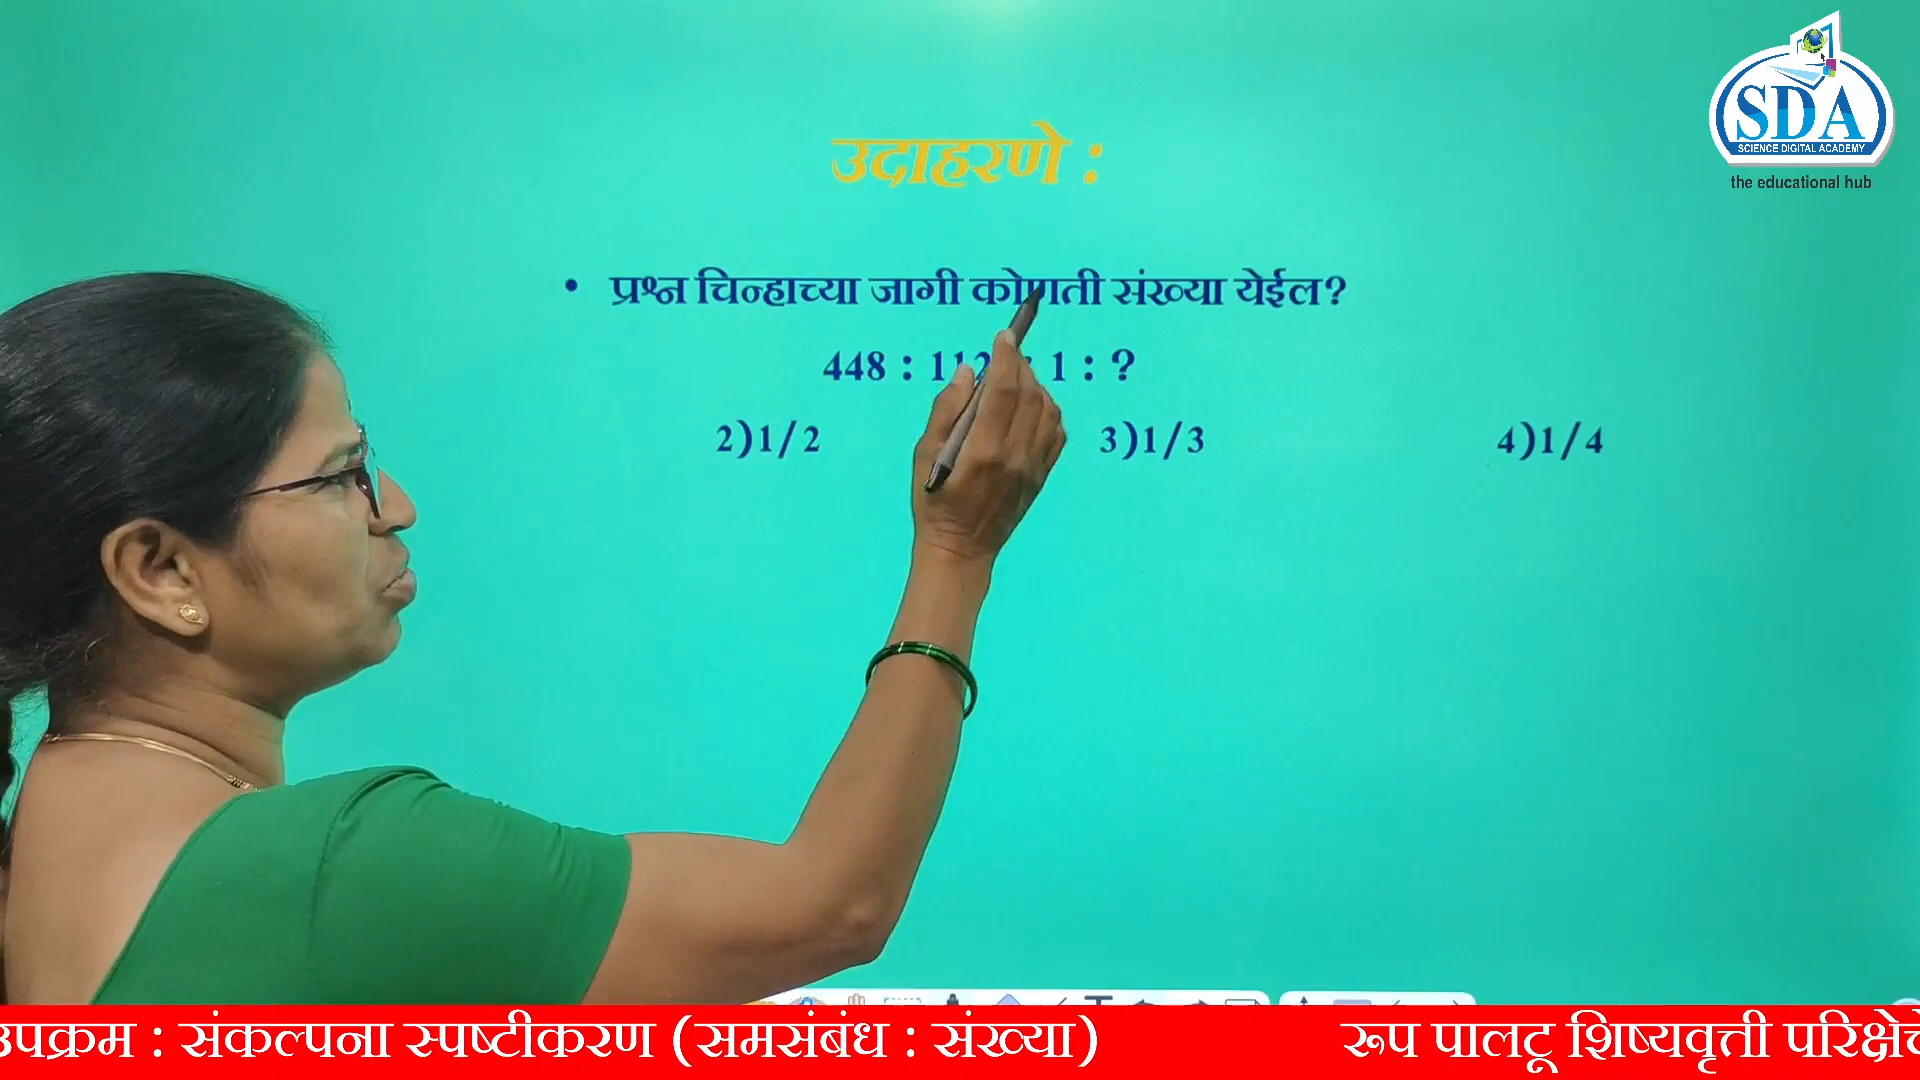 SDA
SCIENCE DIGITAL ACADEMY
the educational hub
उदाहरणे :
• प्रश्न चिन्हाच्या जागी कोणती संख्या येईल?
448 : 112 : 1 : ?
2)1/2 3)1/3 4)1/4
उपक्रम : संकल्पना स्पष्टीकरण (समसंबंध : संख्या) रूप पालटू शिष्यवृत्ती परिक्षेचे